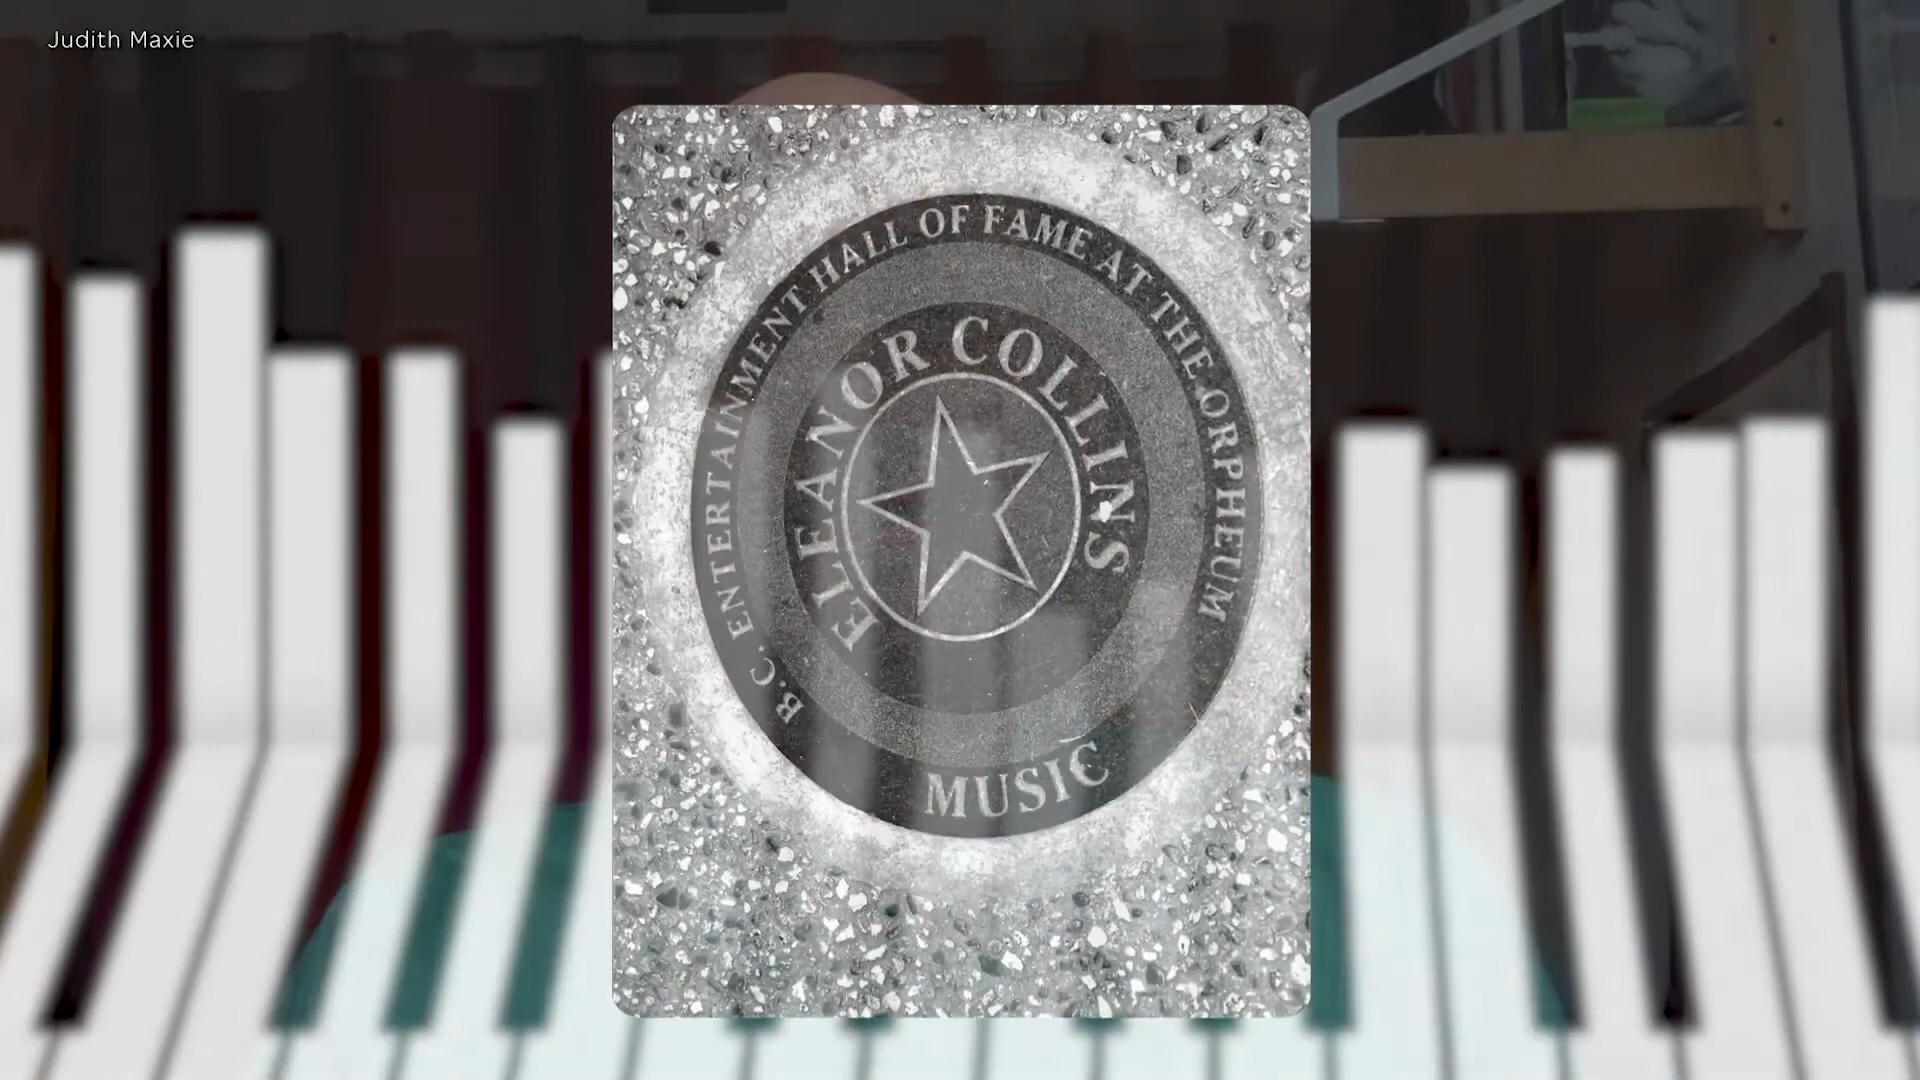 Judith Maxie
B.C. ENTERTAINMENT HALL OF FAME AT THE ORPHEUM
ELEANOR COLLINS
MUSIC